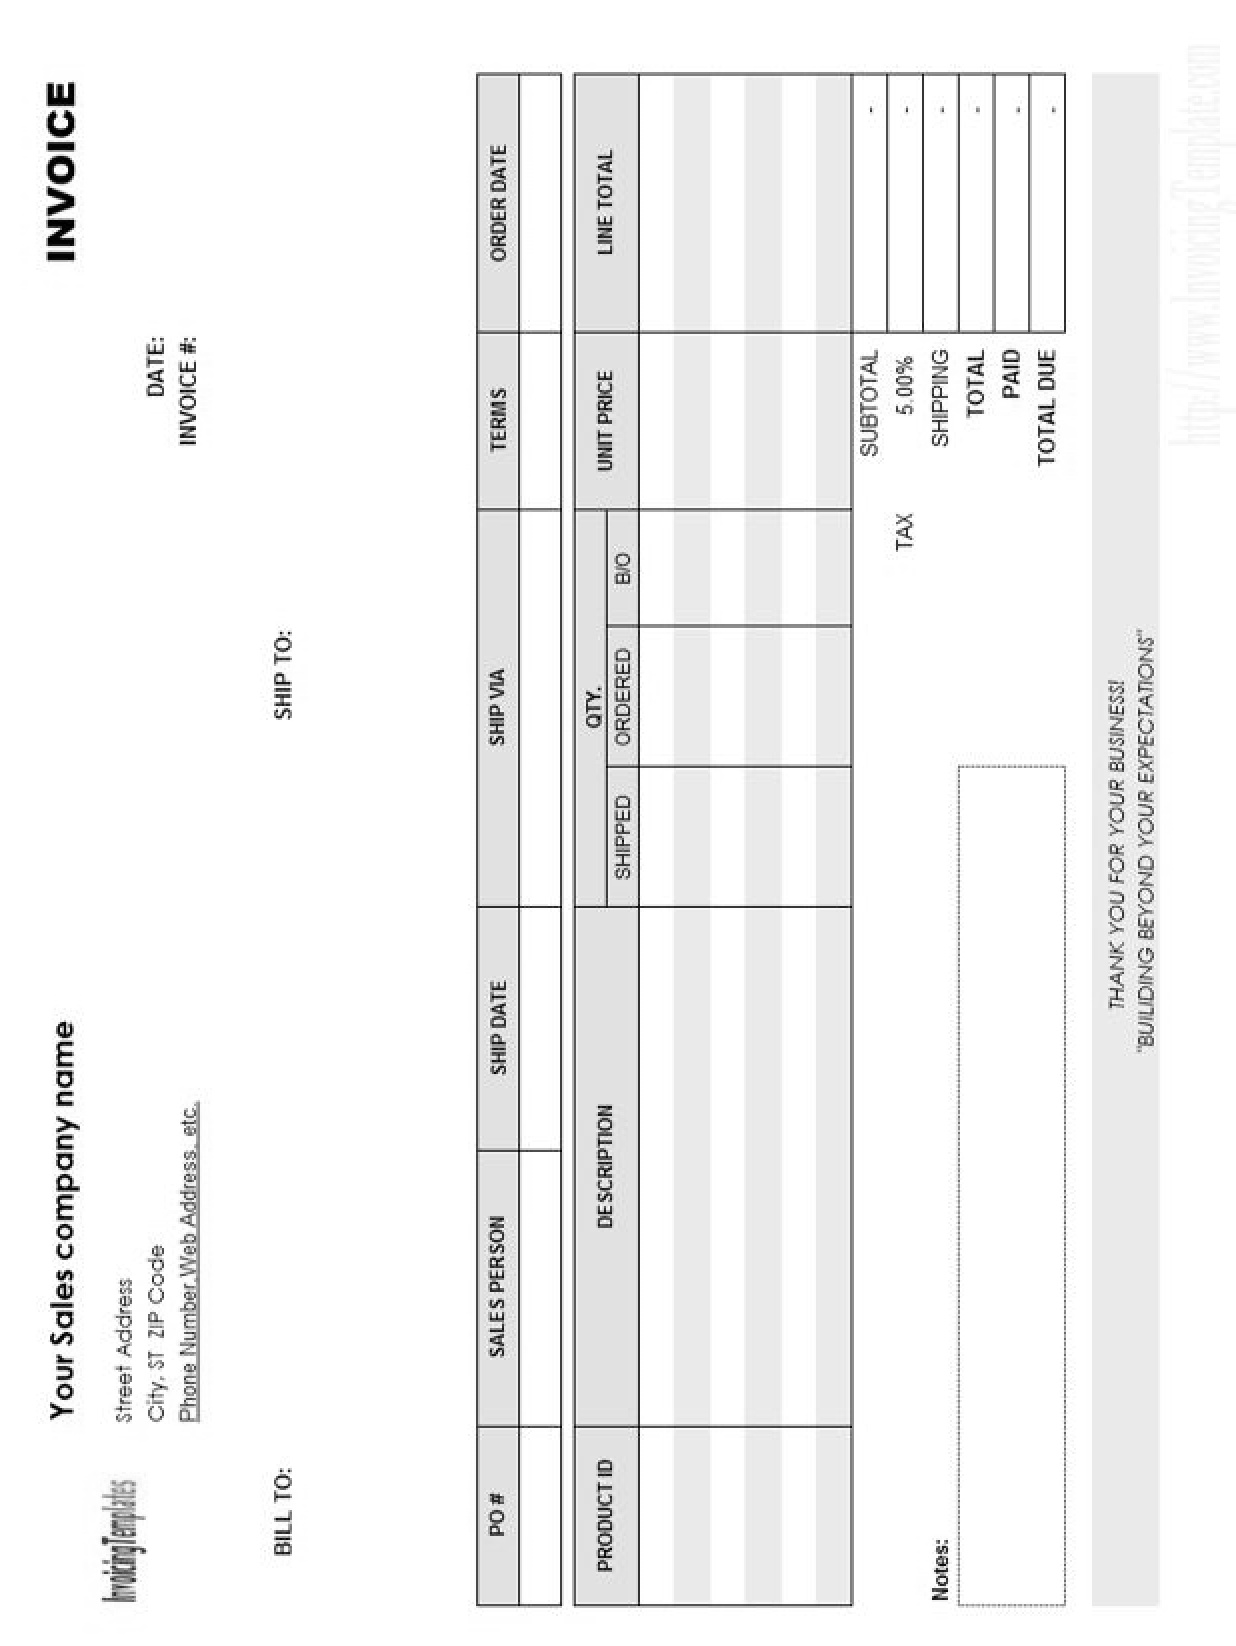 Your Sales company name
INVOICE
InvoicingTemplates
Street Address
City, ST ZIP Code
DATE:
Phone Number,Web Address, etc.
INVOICE #:
BILL TO:
SHIP TO:
PO # SALES PERSON SHIP DATE SHIP VIA TERMS ORDER DATE
PRODUCT ID DESCRIPTION QTY. UNIT PRICE LINE TOTAL
SHIPPED ORDERED B/O
SUBTOTAL -
TAX 5.00% -
Notes: SHIPPING -
TOTAL -
PAID -
TOTAL DUE -
THANK YOU FOR YOUR BUSINESS!
"BUILIDING BEYOND YOUR EXPECTATIONS"
http://www.InvoicingTemplate.com